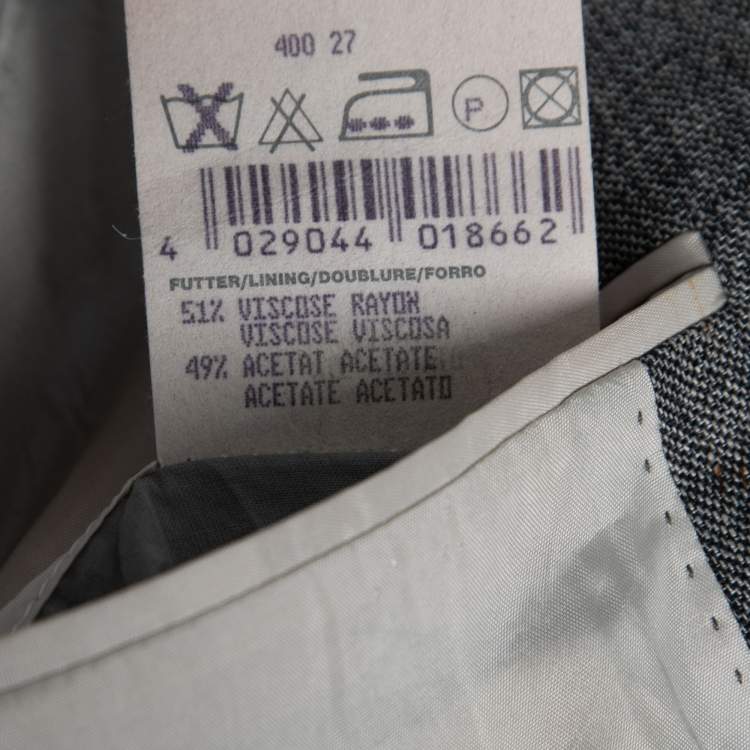 400 27
P
4 029044 018662
FUTTER/LINING/DOUBLURE/FORRO
51% VISCOSE RAYON
VISCOSE VISCOSA
49% ACETAT ACETATE
ACETATE ACETATO